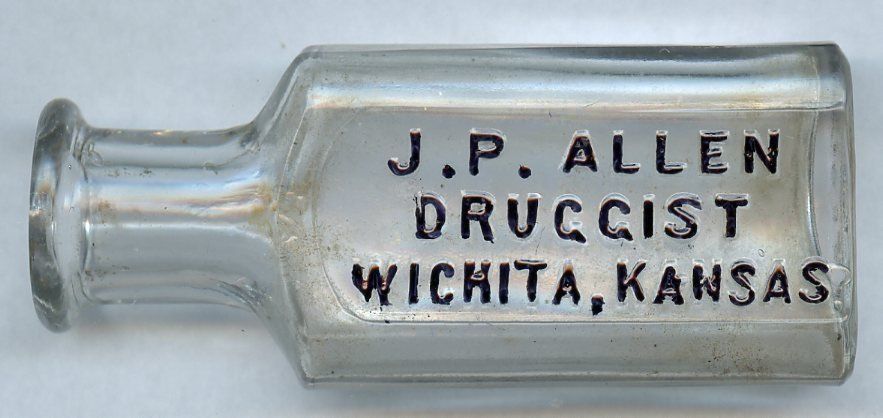 J.P. ALLEN
DRUGGIST
WICHITA, KANSAS